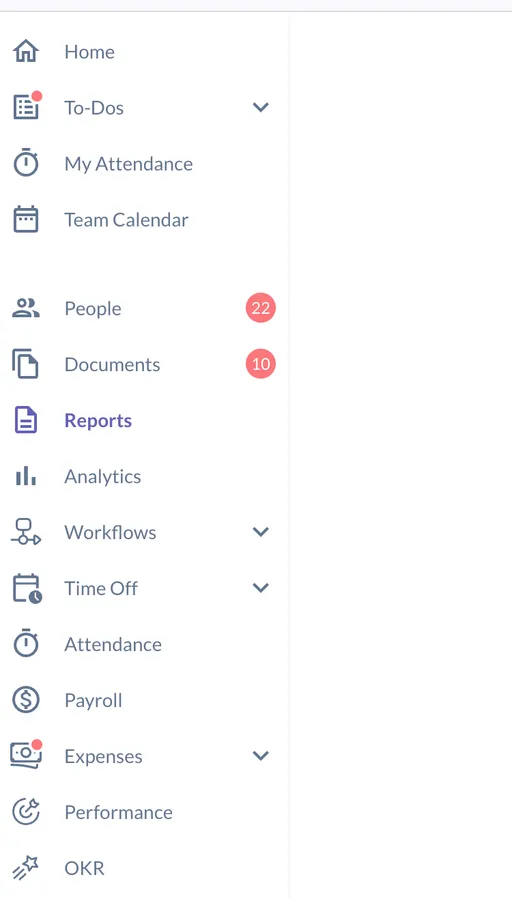 Home
To-Dos
My Attendance
Team Calendar
People 22
Documents 10
Reports
Analytics
Workflows
Time Off
Attendance
Payroll
Expenses
Performance
OKR